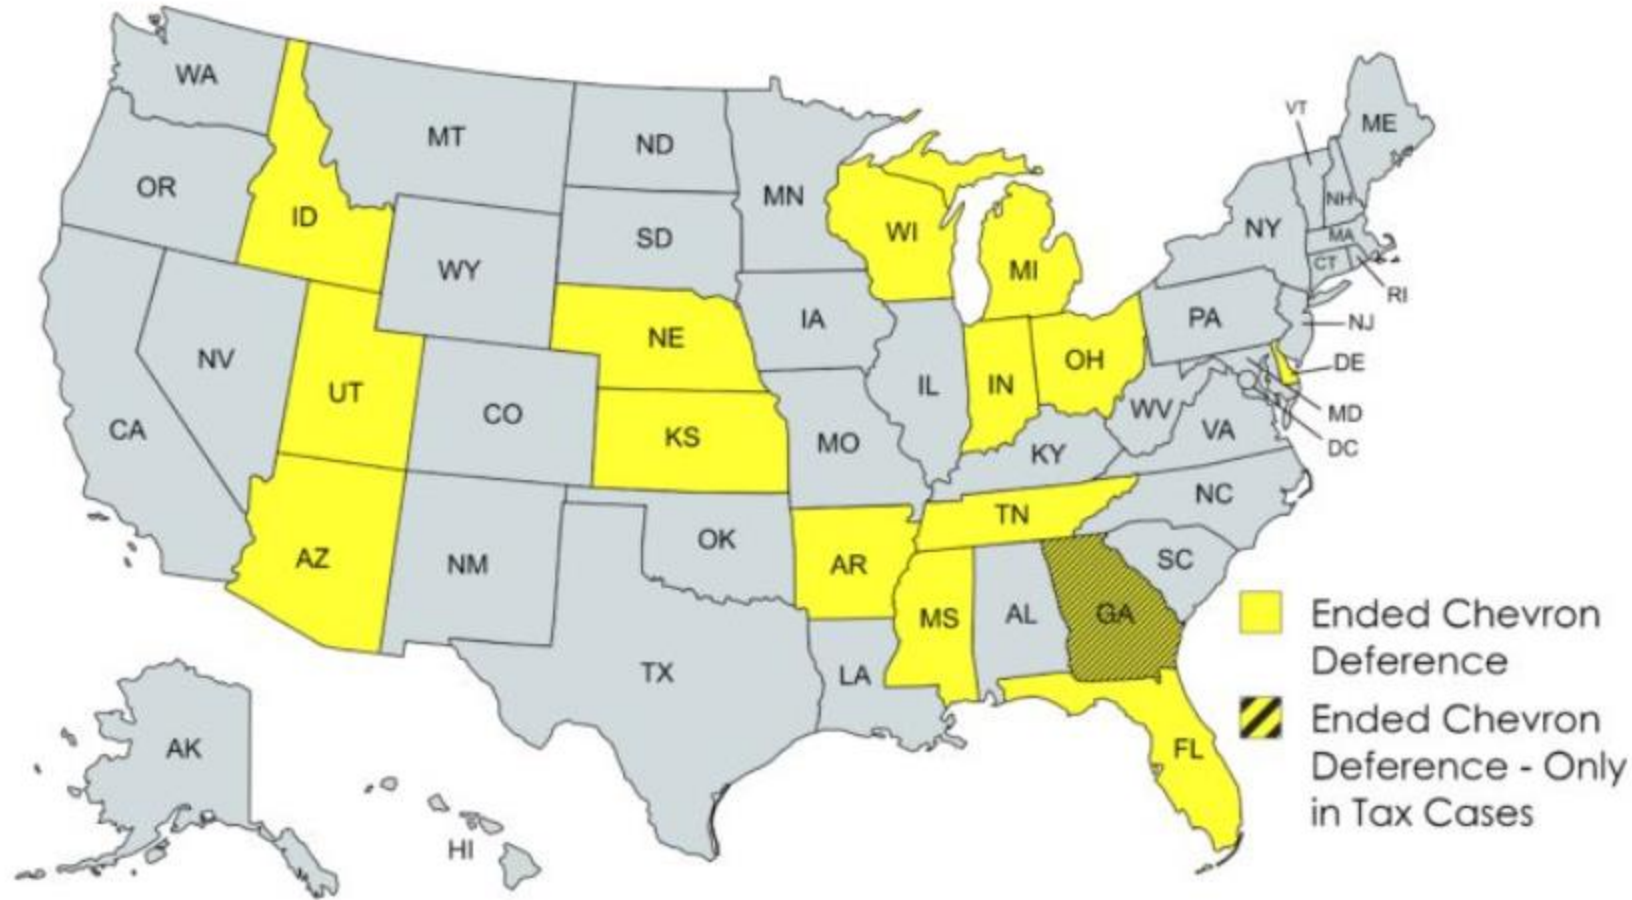 WA
MT
ND
MN
OR
ID
SD
WI
MI
WY
VT
ME
NH
NY
MA
CT
RI
IA
NE
PA
NJ
NV
UT
IL
IN
OH
DE
CO
KS
MO
WV
VA
MD
DC
CA
KY
NC
TN
AZ
NM
OK
AR
SC
MS
AL
GA
TX
LA
FL
AK
HI
Ended Chevron
Deference
Ended Chevron
Deference - Only
in Tax Cases